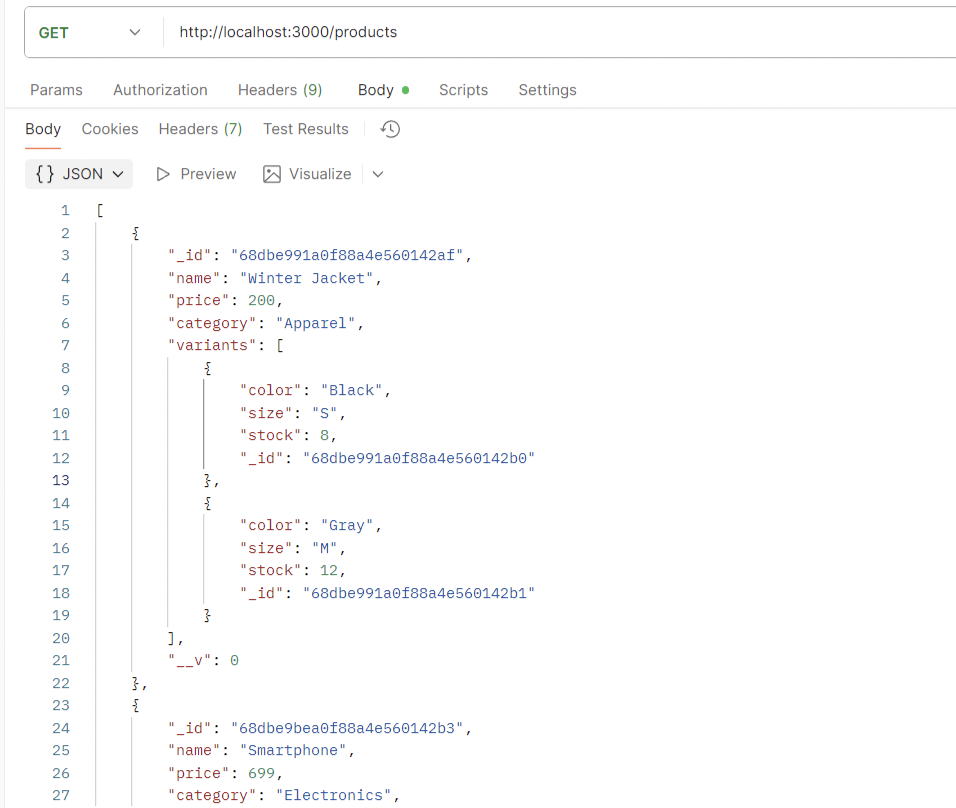 GET http://localhost:3000/products
Params Authorization Headers (9) Body Scripts Settings
Body Cookies Headers (7) Test Results
{} JSON Preview Visualize
1 [
2 {
3 "_id": "68dbe991a0f88a4e560142af",
4 "name": "Winter Jacket",
5 "price": 200,
6 "category": "Apparel",
7 "variants": [
8 {
9 "color": "Black",
10 "size": "S",
11 "stock": 8,
12 "_id": "68dbe991a0f88a4e560142b0"
13 },
14 {
15 "color": "Gray",
16 "size": "M",
17 "stock": 12,
18 "_id": "68dbe991a0f88a4e560142b1"
19 }
20 ],
21 "__v": 0
22 },
23 {
24 "_id": "68dbe9bea0f88a4e560142b3",
25 "name": "Smartphone",
26 "price": 699,
27 "category": "Electronics",